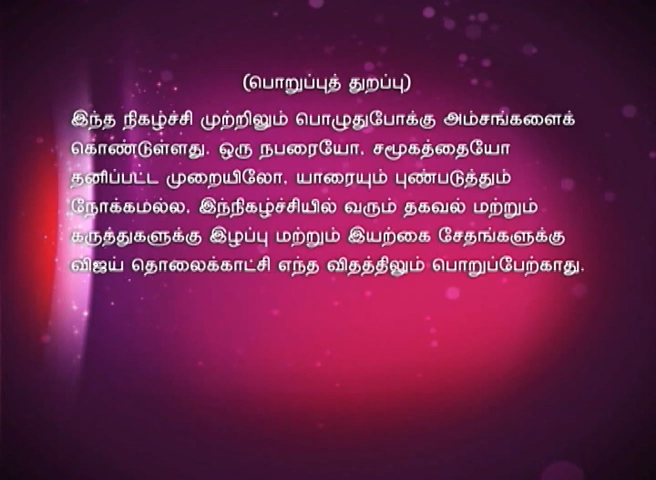 (பொறுப்புத் துறப்பு)
இந்த நிகழ்ச்சி முற்றிலும் பொழுதுபோக்கு அம்சங்களைக்
கொண்டுள்ளது. ஒரு நபரையோ, சமூகத்தையோ
தனிப்பட்ட முறையிலோ, யாரையும் புண்படுத்தும்
நோக்கமல்ல, இந்நிகழ்ச்சியில் வரும் தகவல் மற்றும்
கருத்துகளுக்கு இழப்பு மற்றும் இயற்கை சேதங்களுக்கு
விஜய் தொலைக்காட்சி எந்த விதத்திலும் பொறுப்பேற்காது.